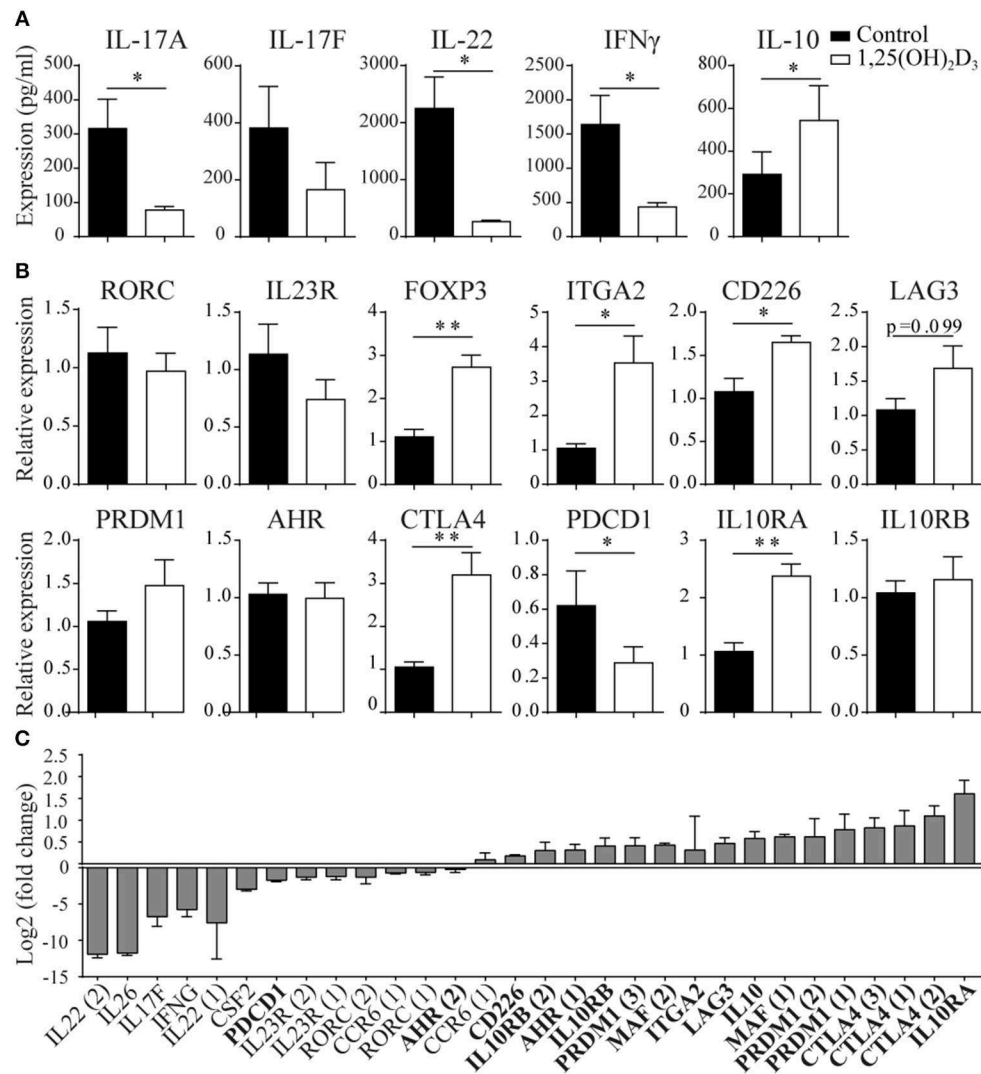 A
IL-17A IL-17F IL-22 IFNγ IL-10
Control
1,25(OH)₂D₃
Expression (pg/ml)
500 400 300 200 100 0
600 400 200 0
3000 2000 1000 0
2500 2000 1500 1000 500 0
800 600 400 200 0
* * * *
B
RORC IL23R FOXP3 ITGA2 CD226 LAG3
Relative expression
1.5 1.0 0.5 0.0
1.5 1.0 0.5 0.0
4 3 2 1 0
5 4 3 2 1 0
2.0 1.5 1.0 0.5 0.0
2.5 2.0 1.5 1.0 0.5 0.0
** * * p=0.099
PRDM1 AHR CTLA4 PDCD1 IL10RA IL10RB
Relative expression
2.0 1.5 1.0 0.5 0.0
1.5 1.0 0.5 0.0
4 3 2 1 0
1.0 0.8 0.6 0.4 0.2 0.0
3 2 1 0
1.5 1.0 0.5 0.0
** * **
C
Log2 (fold change)
2.5
2.0
1.5
1.0
0.5
0
-5
-10
-15
IL22 (2)
IL26
IL17F
IFNG
IL22 (1)
CSF2
PDCD1
IL23R (2)
IL23R (1)
RORC (2)
CCR6 (1)
RORC (1)
AHR (2)
CCR6 (1)
CD226
IL10RB (2)
AHR (1)
IL10RB
PRDM1 (3)
MAF (2)
ITGA2
LAG3
IL10
MAF (1)
PRDM1 (2)
PRDM1 (1)
CTLA4 (3)
CTLA4 (1)
CTLA4 (2)
IL10RA